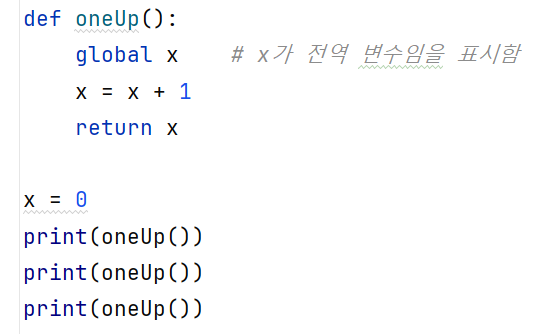 def oneUp():
    global x    # x가 전역 변수임을 표시함
    x = x + 1
    return x

x = 0
print(oneUp())
print(oneUp())
print(oneUp())